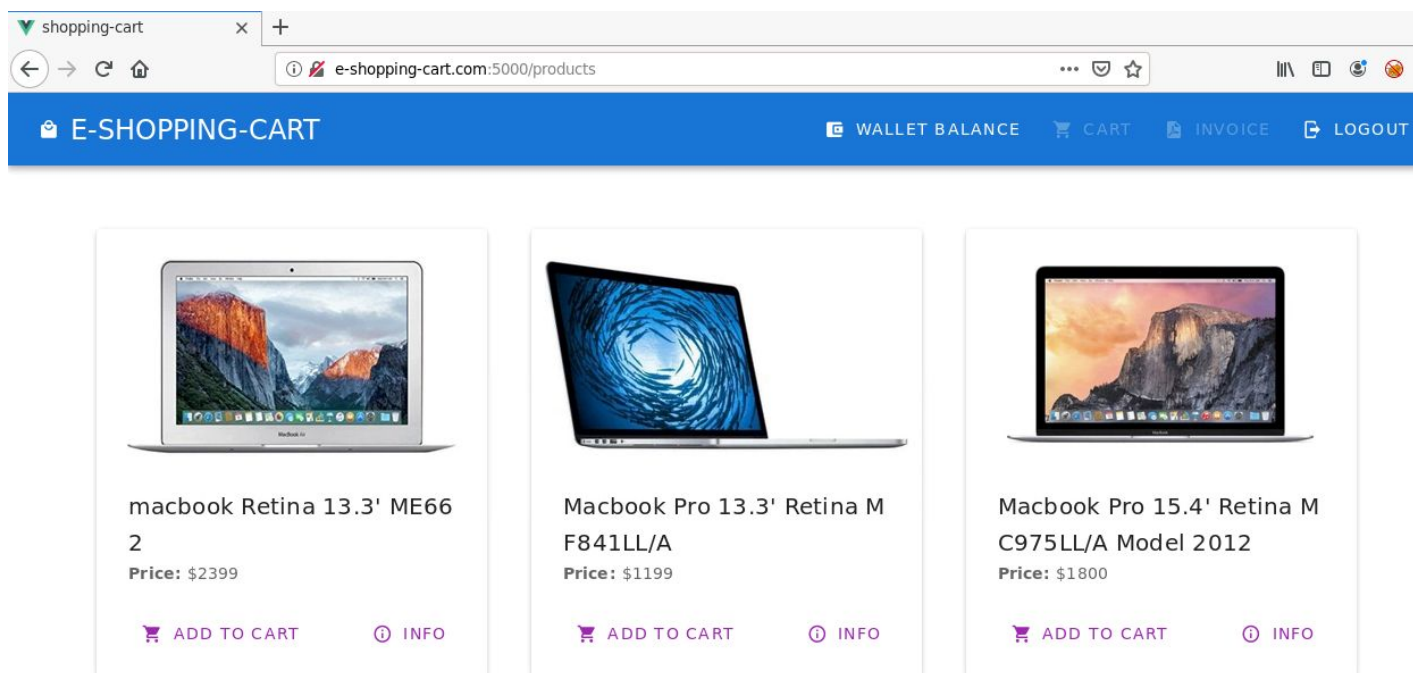 shopping-cart
e-shopping-cart.com:5000/products
E-SHOPPING-CART
WALLET BALANCE
CART
INVOICE
LOGOUT
MacBook Air
macbook Retina 13.3' ME66
2
Price: $2399
ADD TO CART
INFO
Macbook Pro 13.3' Retina M
F841LL/A
Price: $1199
ADD TO CART
INFO
Macbook Pro 15.4' Retina M
C975LL/A Model 2012
Price: $1800
ADD TO CART
INFO